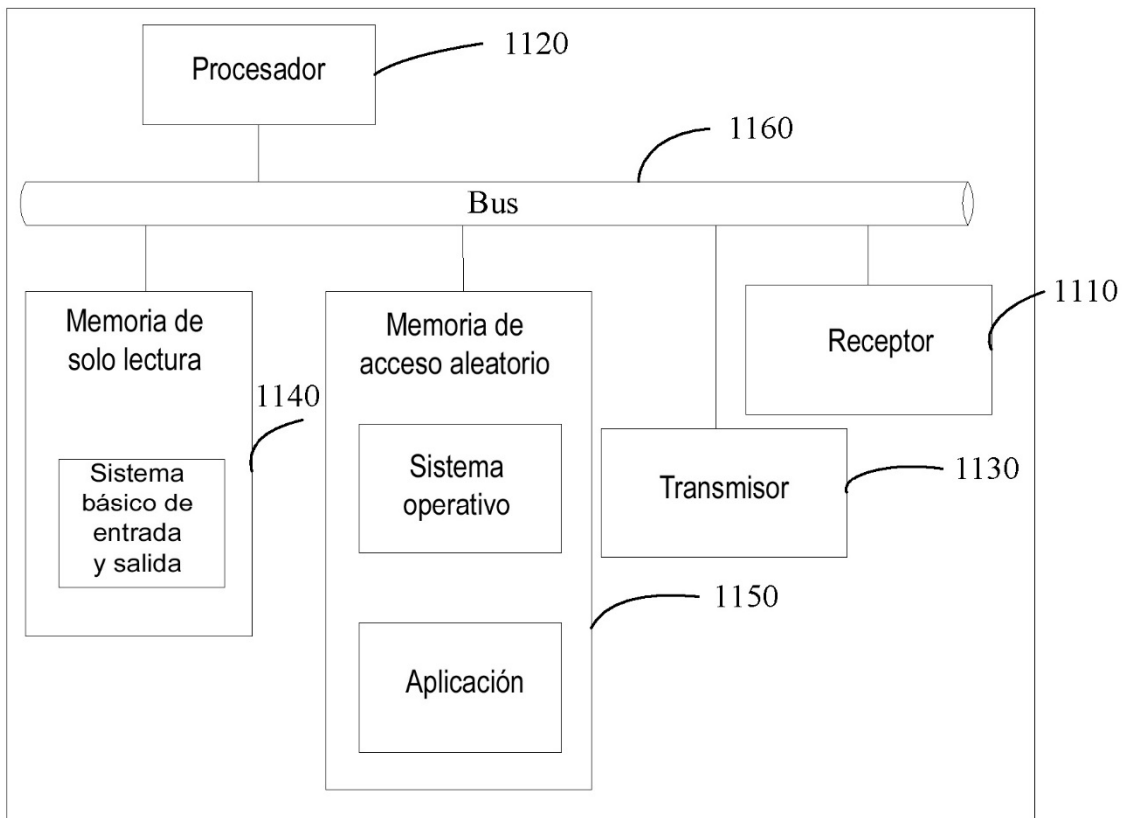 Procesador
1120
1160
Bus
Memoria de
solo lectura
1140
Sistema
básico de
entrada
y salida
Memoria de
acceso aleatorio
Sistema
operativo
Aplicación
1150
Transmisor
1130
Receptor
1110